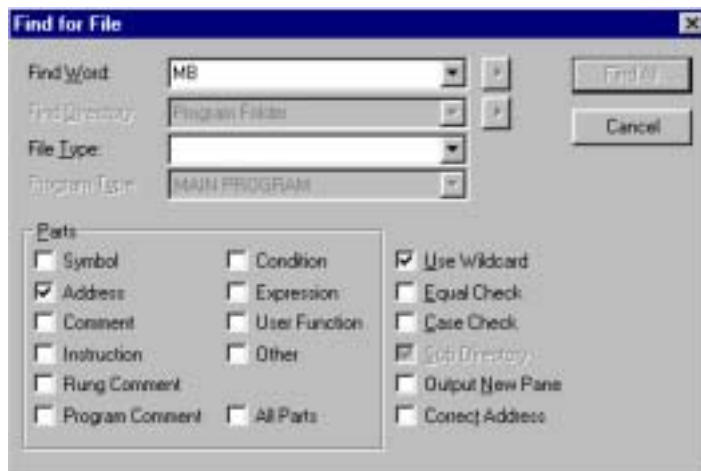 Find for File
Find Word: MB
Find All
Find Directory: Program Folder
Cancel
File Type:
Program Type: MAIN PROGRAM
Parts
Symbol Condition Use Wildcard
Address Expression Equal Check
Comment User Function Case Check
Instruction Other Sub Directory
Rung Comment Output New Pane
Program Comment All Parts Correct Address